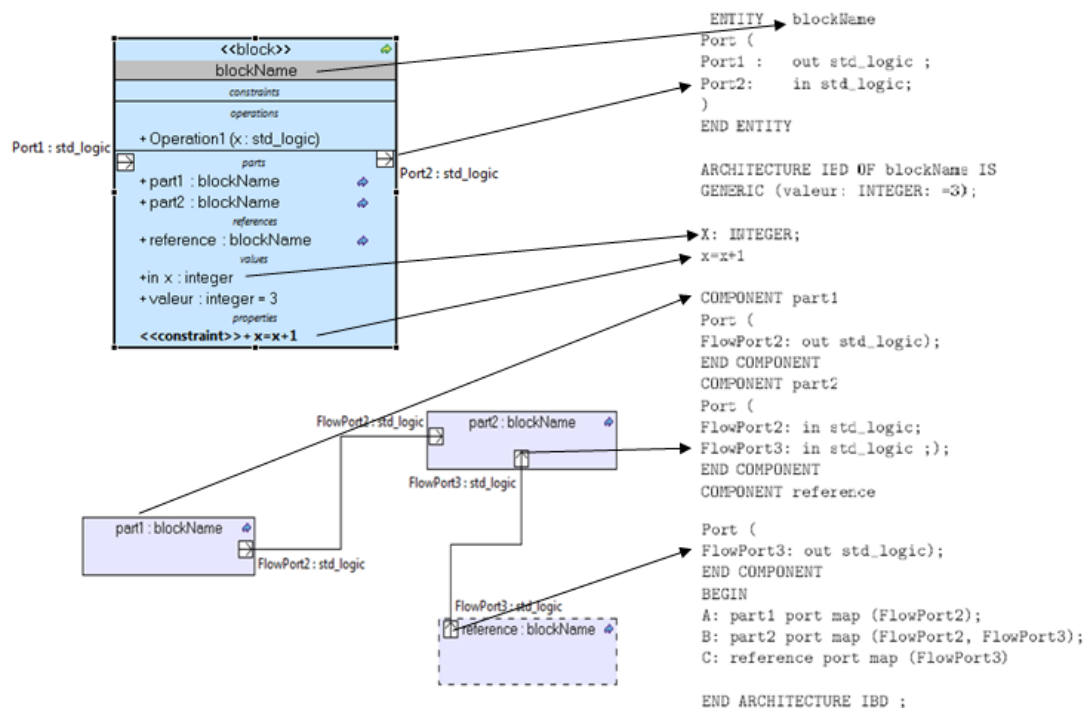 <<block>>
blockName
constraints
operations
+ Operation1 (x : std_logic)
Port1 : std_logic
parts
Port2 : std_logic
+ part1 : blockName
+ part2 : blockName
references
+ reference : blockName
values
+in x : integer
+ valeur : integer = 3
properties
<<constraint>>+ x=x+1
FlowPort2 : std_logic
part2 : blockName
FlowPort3 : std_logic
part1 : blockName
FlowPort2 : std_logic
FlowPort3 : std_logic
reference : blockName
ENTITY blockName
Port (
Port1 : out std_logic ;
Port2: in std_logic;
)
END ENTITY
ARCHITECTURE IBD OF blockName IS
GENERIC (valeur: INTEGER: =3);
X: INTEGER;
x=x+1
COMPONENT part1
Port (
FlowPort2: out std_logic);
END COMPONENT
COMPONENT part2
Port (
FlowPort2: in std_logic;
FlowPort3: in std_logic ;);
END COMPONENT
COMPONENT reference
Port (
FlowPort3: out std_logic);
END COMPONENT
BEGIN
A: part1 port map (FlowPort2);
B: part2 port map (FlowPort2, FlowPort3);
C: reference port map (FlowPort3)
END ARCHITECTURE IBD ;